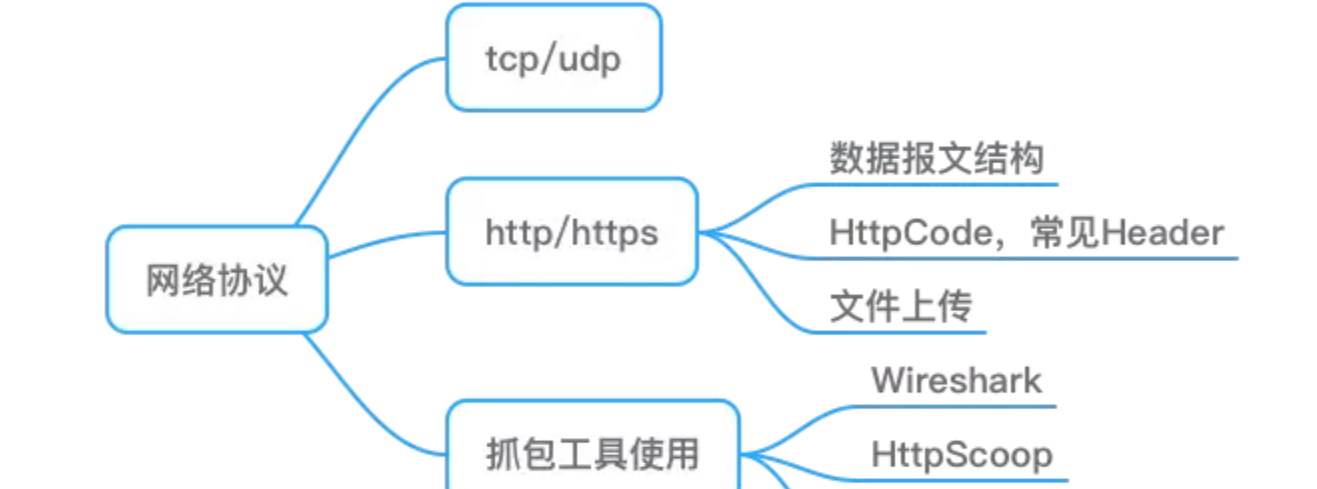 tcp/udp
数据报文结构
http/https
HttpCode，常见Header
网络协议
文件上传
Wireshark
抓包工具使用
HttpScoop